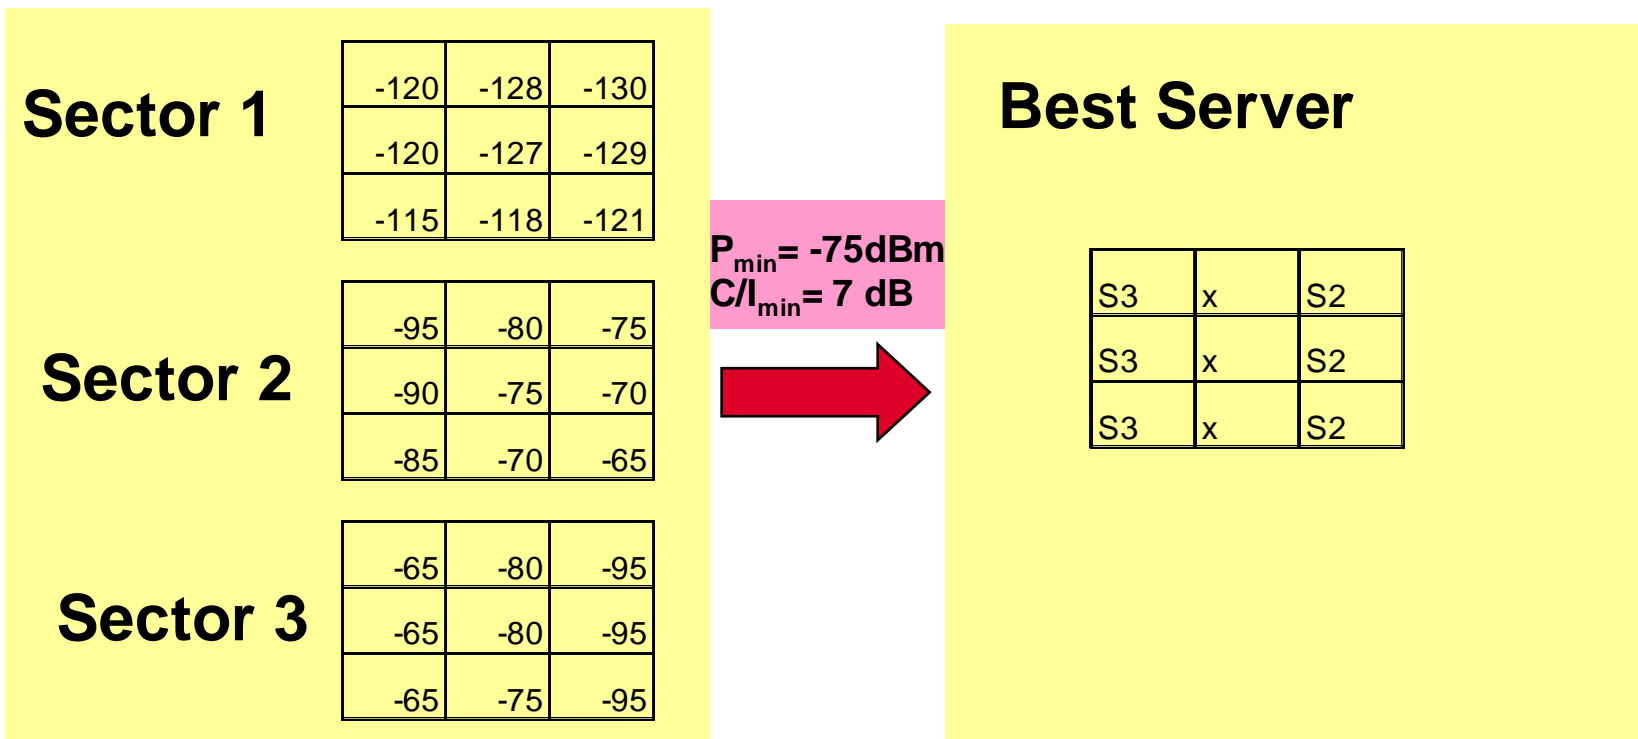 Sector 1
-120 -128 -130
-120 -127 -129
-115 -118 -121
Sector 2
-95 -80 -75
-90 -75 -70
-85 -70 -65
Sector 3
-65 -80 -95
-65 -80 -95
-65 -75 -95
Pmin= -75dBm
C/Imin= 7 dB
Best Server
S3 x S2
S3 x S2
S3 x S2